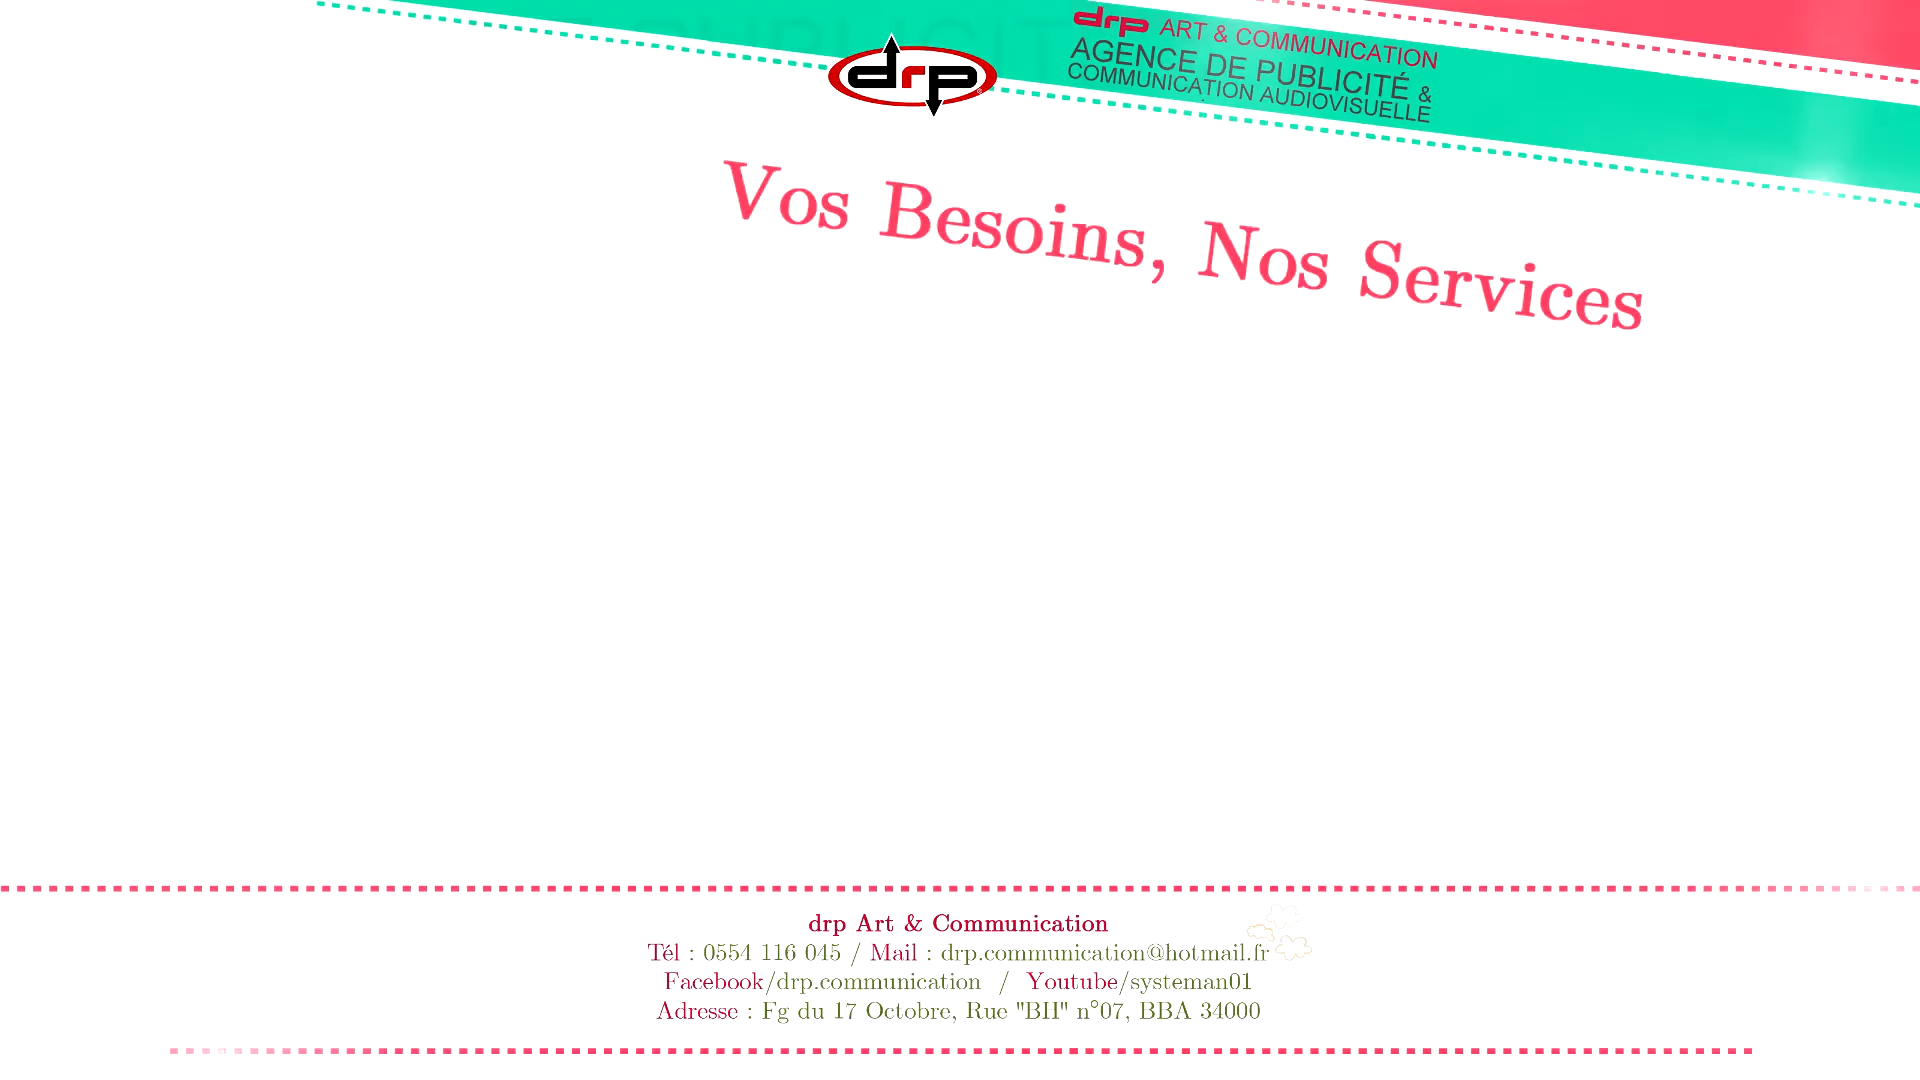 drp
drp ART & COMMUNICATION
AGENCE DE PUBLICITÉ &
COMMUNICATION AUDIOVISUELLE
Vos Besoins, Nos Services
drp Art & Communication
Tél : 0554 116 045 / Mail : drp.communication@hotmail.fr
Facebook/drp.communication / Youtube/systeman01
Adresse : Fg du 17 Octobre, Rue "BH" n°07, BBA 34000